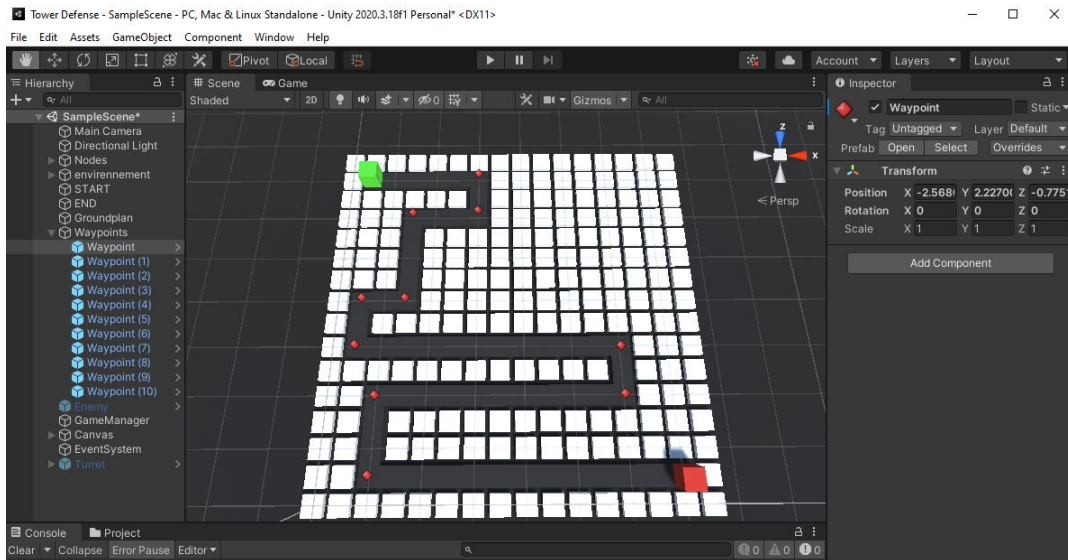 Tower Defense - SampleScene - PC, Mac & Linux Standalone - Unity 2020.3.18f1 Personal* <DX11>
File Edit Assets GameObject Component Window Help
Pivot Local Account Layers Layout
Hierarchy
All
SampleScene*
Main Camera
Directional Light
Nodes
envirennement
START
END
Groundplan
Waypoints
Waypoint
Waypoint (1)
Waypoint (2)
Waypoint (3)
Waypoint (4)
Waypoint (5)
Waypoint (6)
Waypoint (7)
Waypoint (8)
Waypoint (9)
Waypoint (10)
Enemy
GameManager
Canvas
EventSystem
Turret
Scene Game
Shaded 2D 0 Gizmos All
z
x
Persp
Inspector
Waypoint Static
Tag Untagged Layer Default
Prefab Open Select Overrides
Transform
Position X -2.568 Y 2.2270 Z -0.775
Rotation X 0 Y 0 Z 0
Scale X 1 Y 1 Z 1
Add Component
Console Project
Clear Collapse Error Pause Editor 0 0 0